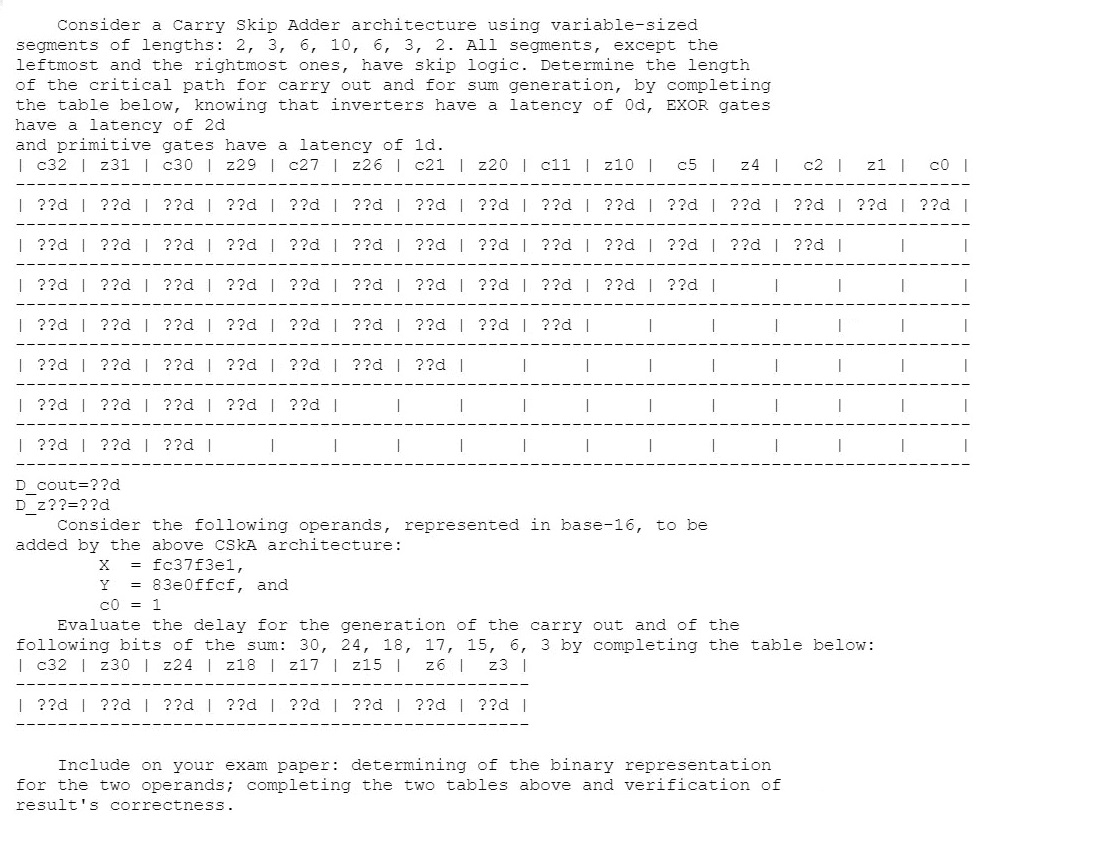 Consider a Carry Skip Adder architecture using variable-sized
segments of lengths: 2, 3, 6, 10, 6, 3, 2. All segments, except the
leftmost and the rightmost ones, have skip logic. Determine the length
of the critical path for carry out and for sum generation, by completing
the table below, knowing that inverters have a latency of 0d, EXOR gates
have a latency of 2d
and primitive gates have a latency of 1d.
| c32 | z31 | c30 | z29 | c27 | z26 | c21 | z20 | c11 | z10 |  c5 |  z4 |  c2 |  z1 |  c0 |
-------------------------------------------------------------------------------------------
| ??d | ??d | ??d | ??d | ??d | ??d | ??d | ??d | ??d | ??d | ??d | ??d | ??d | ??d | ??d |
-------------------------------------------------------------------------------------------
| ??d | ??d | ??d | ??d | ??d | ??d | ??d | ??d | ??d | ??d | ??d | ??d | ??d |     |     |
-------------------------------------------------------------------------------------------
| ??d | ??d | ??d | ??d | ??d | ??d | ??d | ??d | ??d | ??d | ??d |     |     |     |     |
-------------------------------------------------------------------------------------------
| ??d | ??d | ??d | ??d | ??d | ??d | ??d | ??d | ??d |     |     |     |     |     |     |
-------------------------------------------------------------------------------------------
| ??d | ??d | ??d | ??d | ??d | ??d | ??d |     |     |     |     |     |     |     |     |
-------------------------------------------------------------------------------------------
| ??d | ??d | ??d | ??d | ??d |     |     |     |     |     |     |     |     |     |     |
-------------------------------------------------------------------------------------------
| ??d | ??d | ??d |     |     |     |     |     |     |     |     |     |     |     |     |
-------------------------------------------------------------------------------------------
D_cout=??d
D_z??=??d
    Consider the following operands, represented in base-16, to be
added by the above CSkA architecture:
        X  = fc37f3e1,
        Y  = 83e0ffcf, and
        c0 = 1
    Evaluate the delay for the generation of the carry out and of the
following bits of the sum: 30, 24, 18, 17, 15, 6, 3 by completing the table below:
| c32 | z30 | z24 | z18 | z17 | z15 |  z6 |  z3 |
-------------------------------------------------
| ??d | ??d | ??d | ??d | ??d | ??d | ??d | ??d |
-------------------------------------------------
    Include on your exam paper: determining of the binary representation
for the two operands; completing the two tables above and verification of
result's correctness.